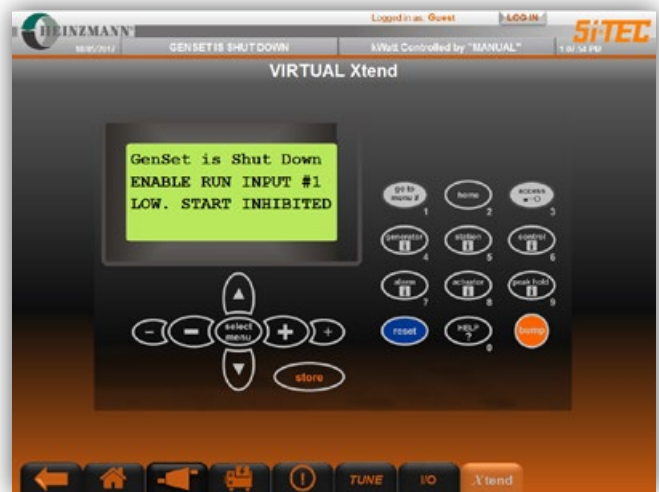 HEINZMANN
Logged in as: Guest
LOG IN
SiTEC
GENSET IS SHUT DOWN
kWatt Controlled by "MANUAL"
VIRTUAL Xtend
GenSet is Shut Down
ENABLE RUN INPUT #1
LOW. START INHIBITED
go to menu # 1
home 2
access 3
generator i 4
station i 5
control i 6
alarm i 7
actuator i 8
peak hold i 9
reset
HELP ? 0
bump
select menu
store
TUNE
I/O
Xtend